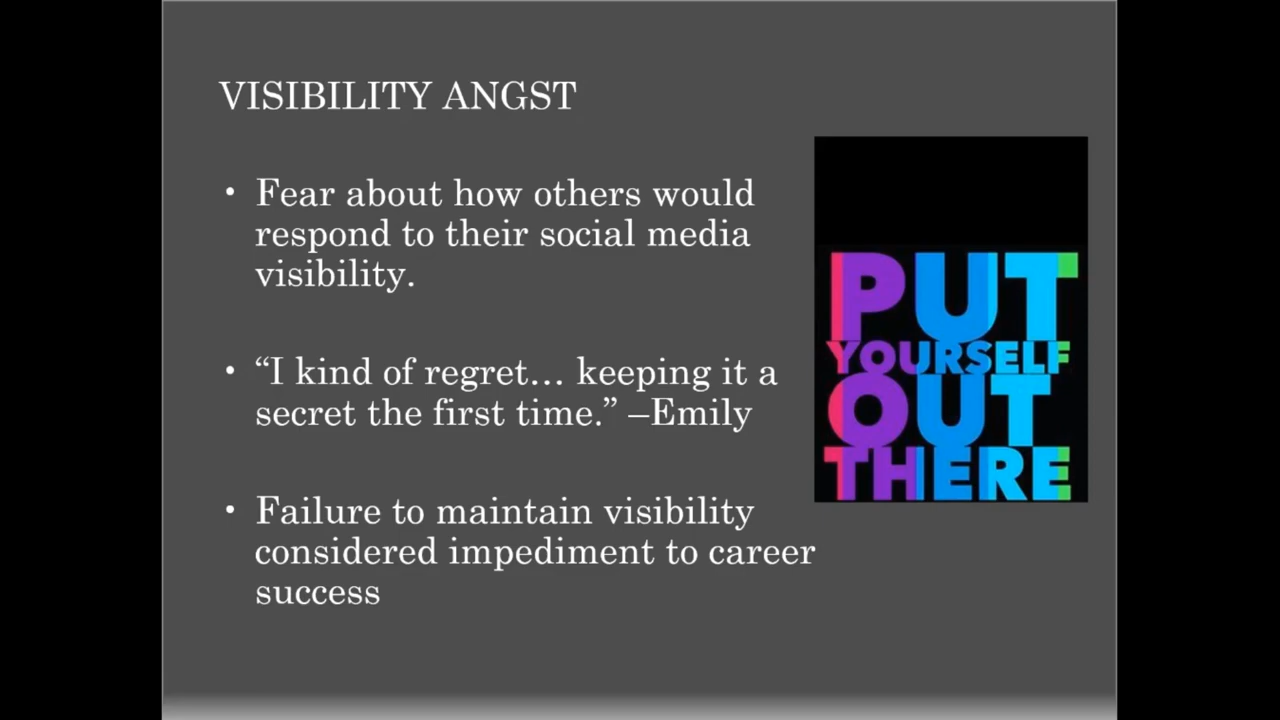 VISIBILITY ANGST
• Fear about how others would
respond to their social media
visibility.
• “I kind of regret… keeping it a
secret the first time.” –Emily
• Failure to maintain visibility
considered impediment to career
success
PUT
YOURSELF
OUT
THERE